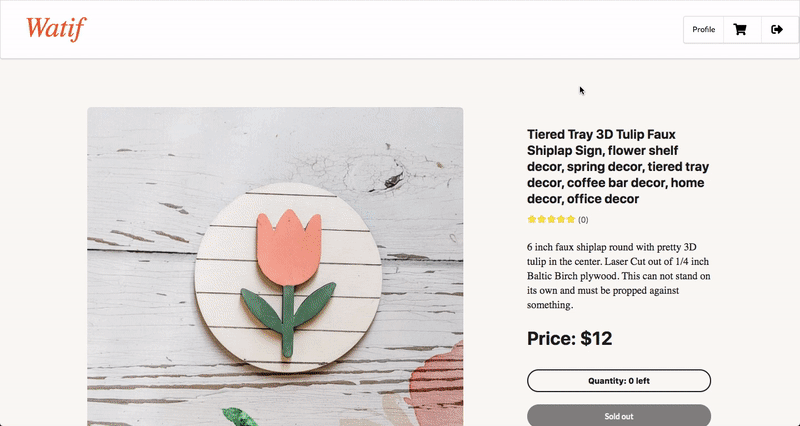 Watif
Profile
Tiered Tray 3D Tulip Faux
Shiplap Sign, flower shelf
decor, spring decor, tiered tray
decor, coffee bar decor, home
decor, office decor
(0)
6 inch faux shiplap round with pretty 3D
tulip in the center. Laser Cut out of 1/4 inch
Baltic Birch plywood. This can not stand on
its own and must be propped against
something.
Price: $12
Quantity: 0 left
Sold out